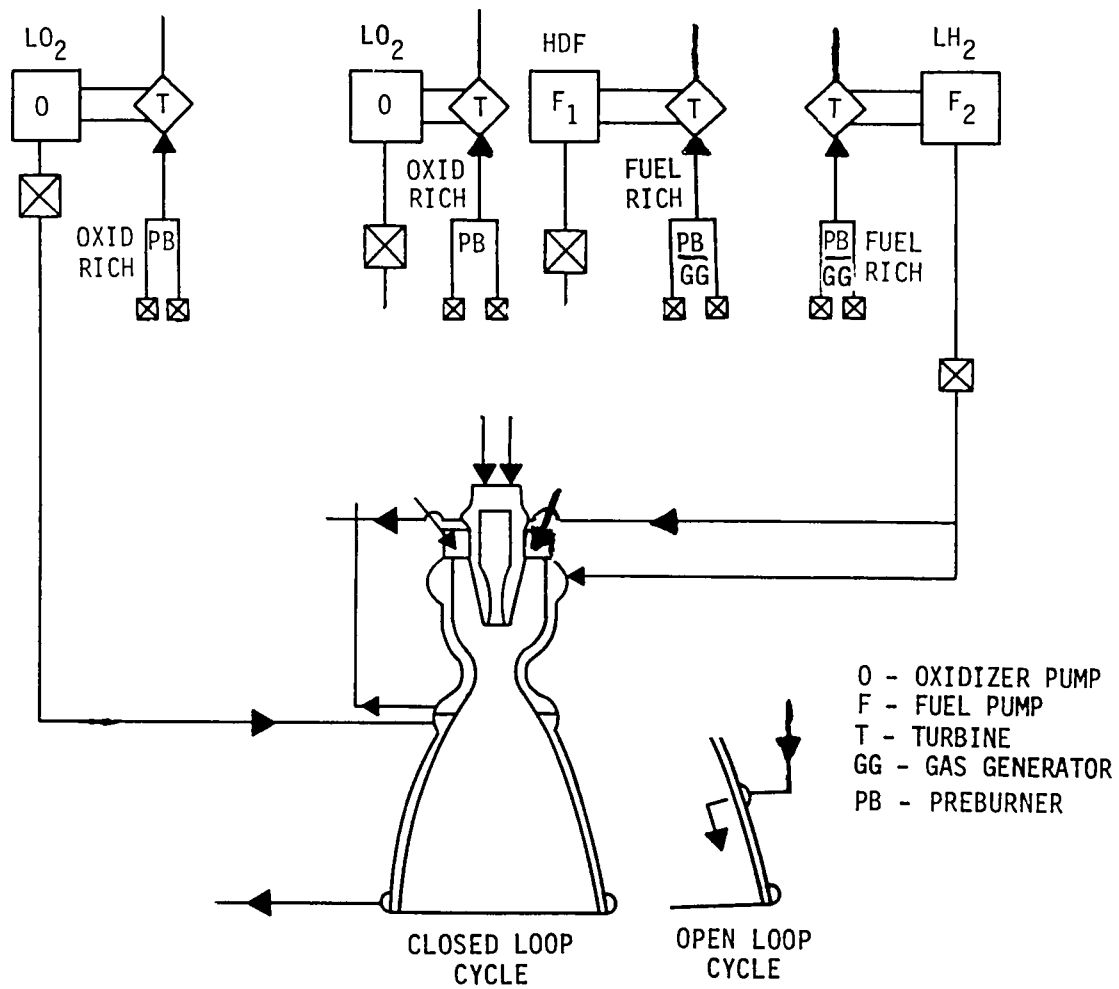 LO2
LO2
HDF
LH2
O
T
O
T
F1
T
T
F2
OXID
RICH
PB
OXID
RICH
PB
FUEL
RICH
PB
GG
PB
GG
FUEL
RICH
O - OXIDIZER PUMP
F - FUEL PUMP
T - TURBINE
GG - GAS GENERATOR
PB - PREBURNER
CLOSED LOOP
CYCLE
OPEN LOOP
CYCLE